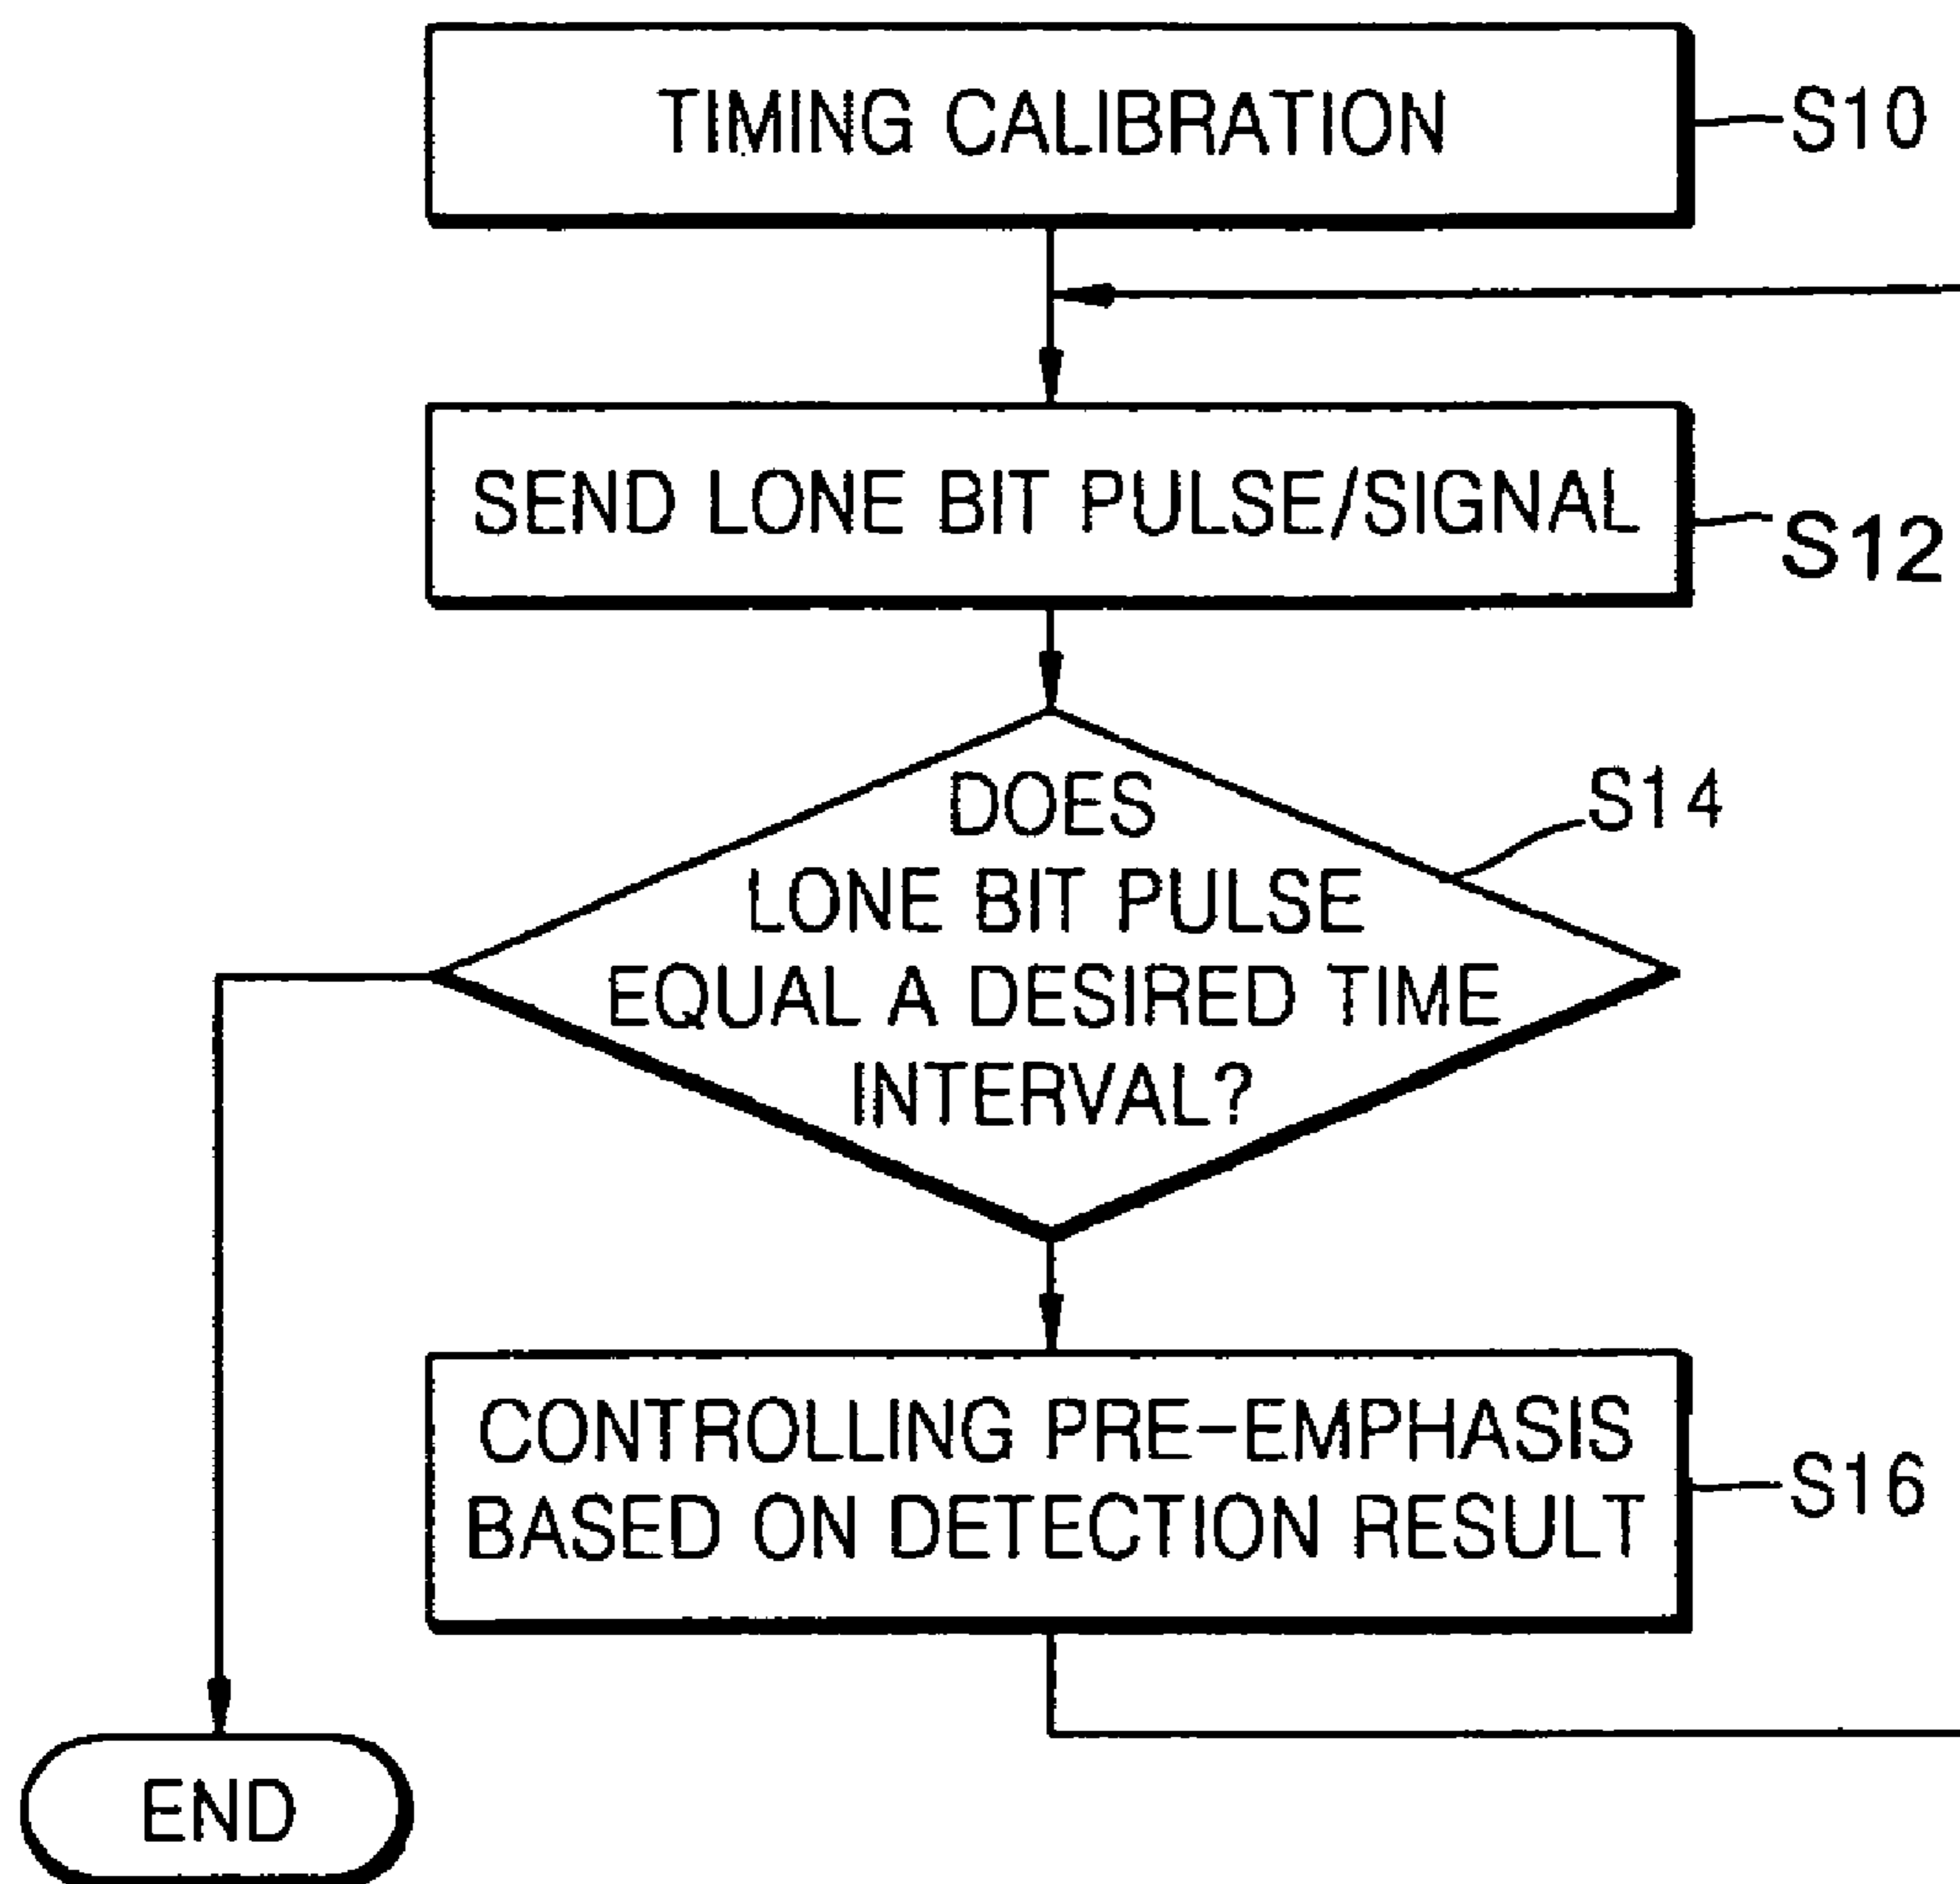 TIMING CALIBRATION
S10
SEND LONE BIT PULSE/SIGNAL
S12
DOES
LONE BIT PULSE
EQUAL A DESIRED TIME
INTERVAL?
S14
CONTROLLING PRE-EMPHASIS
BASED ON DETECTION RESULT
S16
END